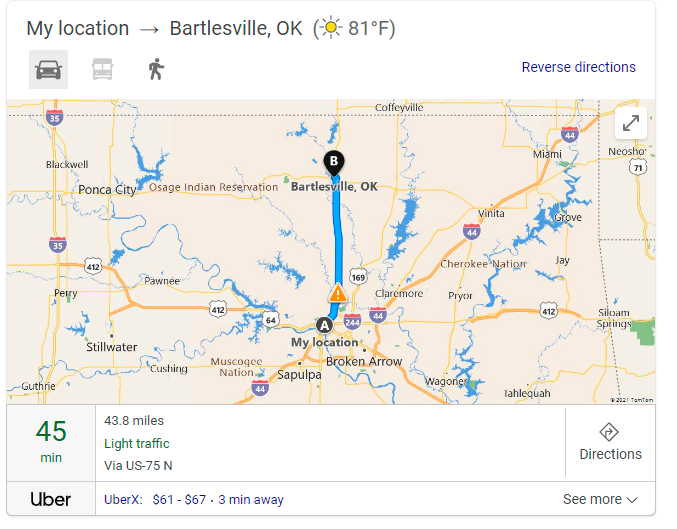 My location → Bartlesville, OK (☀ 81°F)
Reverse directions
Coffeyville
35
44
Miami
Neosho
71
Blackwell
B
Ponca City
Osage Indian Reservation
Bartlesville, OK
Vinita
Grove
44
35
412
169
Cherokee Nation
Jay
Perry
Pawnee
412
64
!
Claremore
Pryor
412
A
244
44
Siloam
Springs
My location
Stillwater
Cushing
Muscogee
Nation
Sapulpa
Broken Arrow
Guthrie
44
Wagoner
Tahlequah
© 2021 TomTom
45
min
43.8 miles
Light traffic
Via US-75 N
Directions
Uber
UberX: $61 - $67 · 3 min away
See more